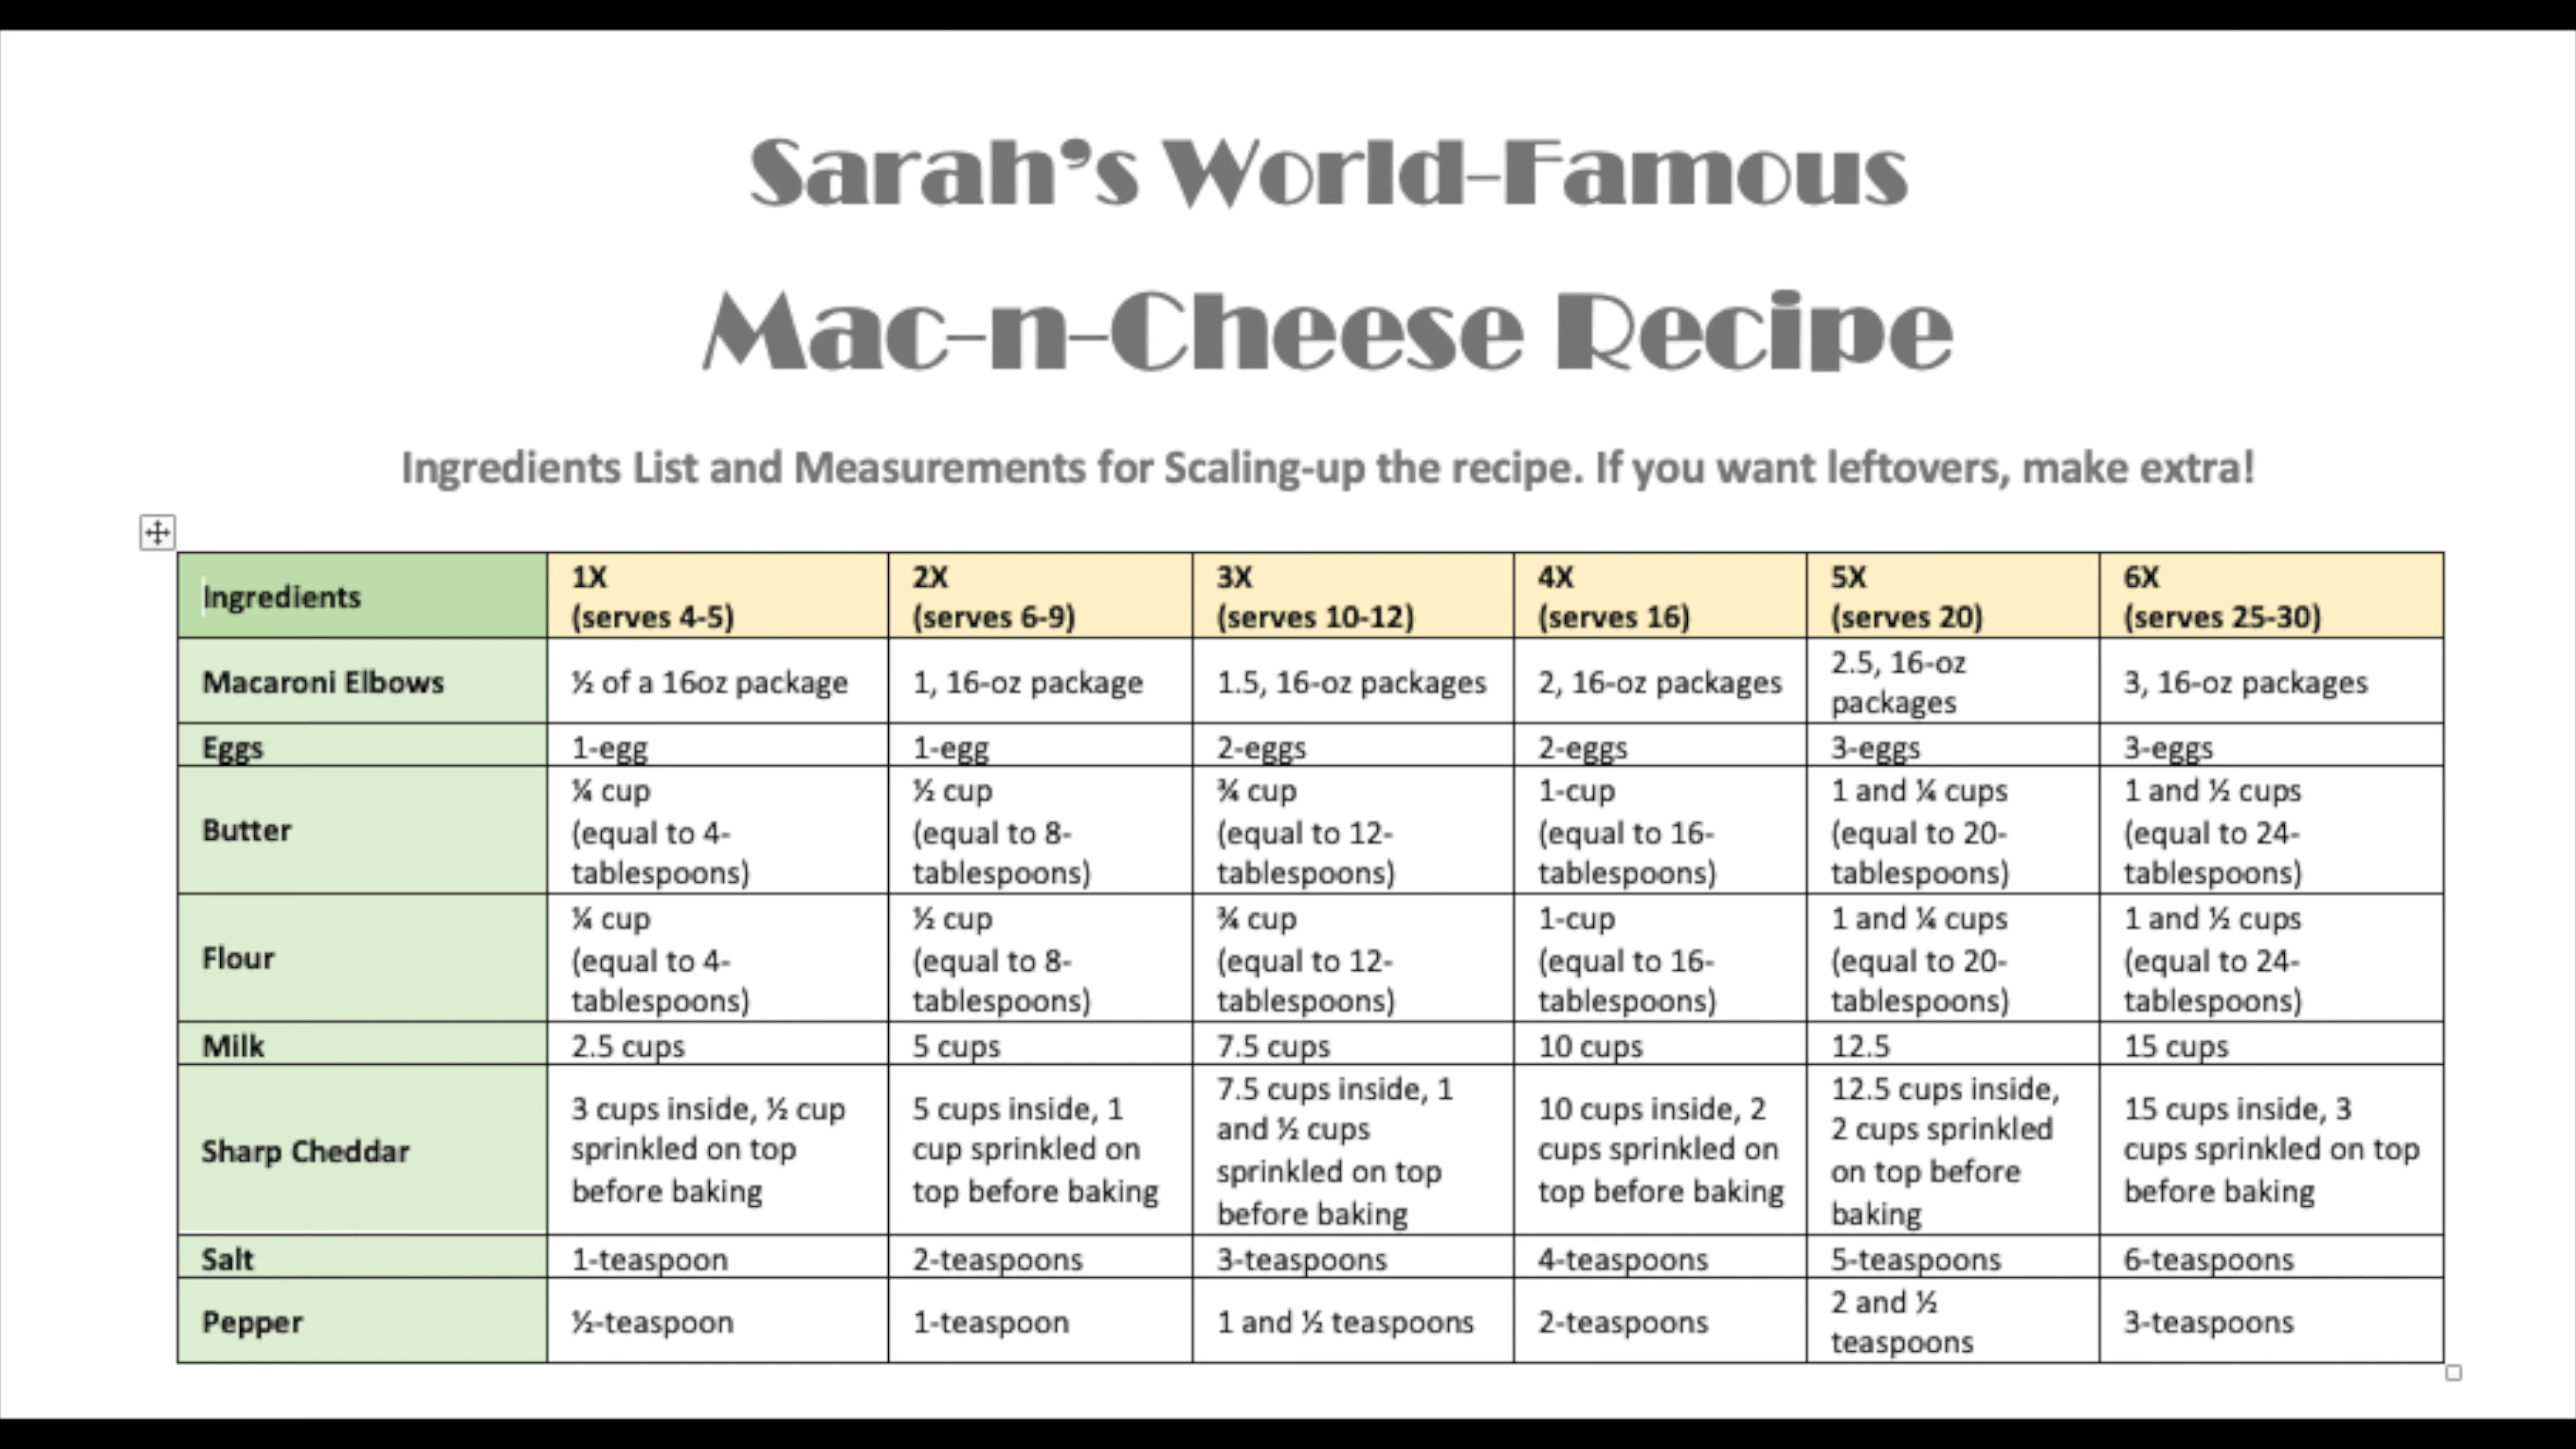 Sarah's World-Famous
Mac-n-Cheese Recipe
Ingredients List and Measurements for Scaling-up the recipe. If you want leftovers, make extra!
Ingredients
1X
(serves 4-5)
2X
(serves 6-9)
3X
(serves 10-12)
4X
(serves 16)
5X
(serves 20)
6X
(serves 25-30)
Macaroni Elbows
½ of a 16oz package
1, 16-oz package
1.5, 16-oz packages
2, 16-oz packages
2.5, 16-oz
packages
3, 16-oz packages
Eggs
1-egg
1-egg
2-eggs
2-eggs
3-eggs
3-eggs
Butter
¼ cup
(equal to 4-
tablespoons)
½ cup
(equal to 8-
tablespoons)
¾ cup
(equal to 12-
tablespoons)
1-cup
(equal to 16-
tablespoons)
1 and ¼ cups
(equal to 20-
tablespoons)
1 and ½ cups
(equal to 24-
tablespoons)
Flour
¼ cup
(equal to 4-
tablespoons)
½ cup
(equal to 8-
tablespoons)
¾ cup
(equal to 12-
tablespoons)
1-cup
(equal to 16-
tablespoons)
1 and ¼ cups
(equal to 20-
tablespoons)
1 and ½ cups
(equal to 24-
tablespoons)
Milk
2.5 cups
5 cups
7.5 cups
10 cups
12.5
15 cups
Sharp Cheddar
3 cups inside, ½ cup
sprinkled on top
before baking
5 cups inside, 1
cup sprinkled on
top before baking
7.5 cups inside, 1
and ½ cups
sprinkled on top
before baking
10 cups inside, 2
cups sprinkled on
top before baking
12.5 cups inside,
2 cups sprinkled
on top before
baking
15 cups inside, 3
cups sprinkled on top
before baking
Salt
1-teaspoon
2-teaspoons
3-teaspoons
4-teaspoons
5-teaspoons
6-teaspoons
Pepper
½-teaspoon
1-teaspoon
1 and ½ teaspoons
2-teaspoons
2 and ½
teaspoons
3-teaspoons